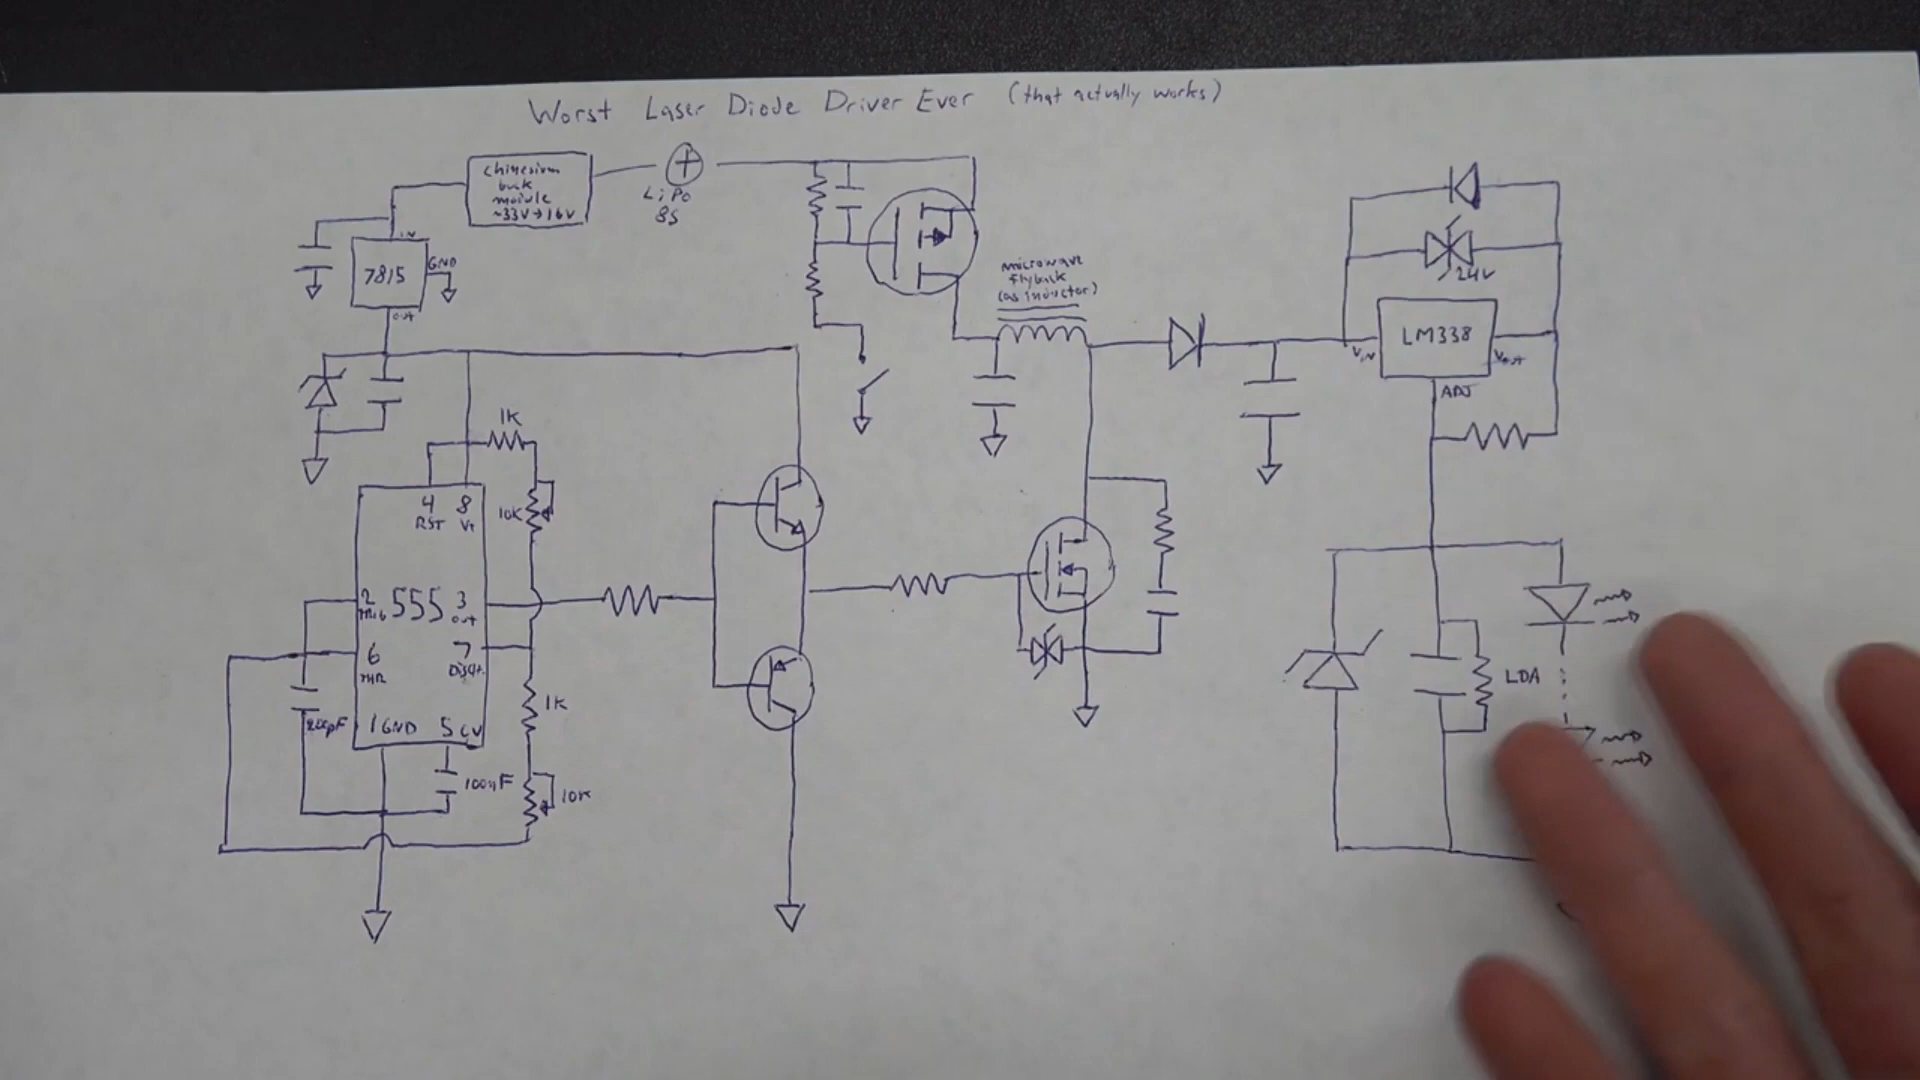 Worst Laser Diode Driver Ever (that actually works)
chinesium
buck
module
~33V→16V
LiPo
8S
microwave
flyback
(as inductor)
IN
7815
GND
out
24V
LM338
VIN
Vout
ADJ
1K
10K
4
RST
8
V+
2
TRIG
555
3
out
6
THR
7
Disch.
1 GND
5 CV
100nF
1K
10K
LDA